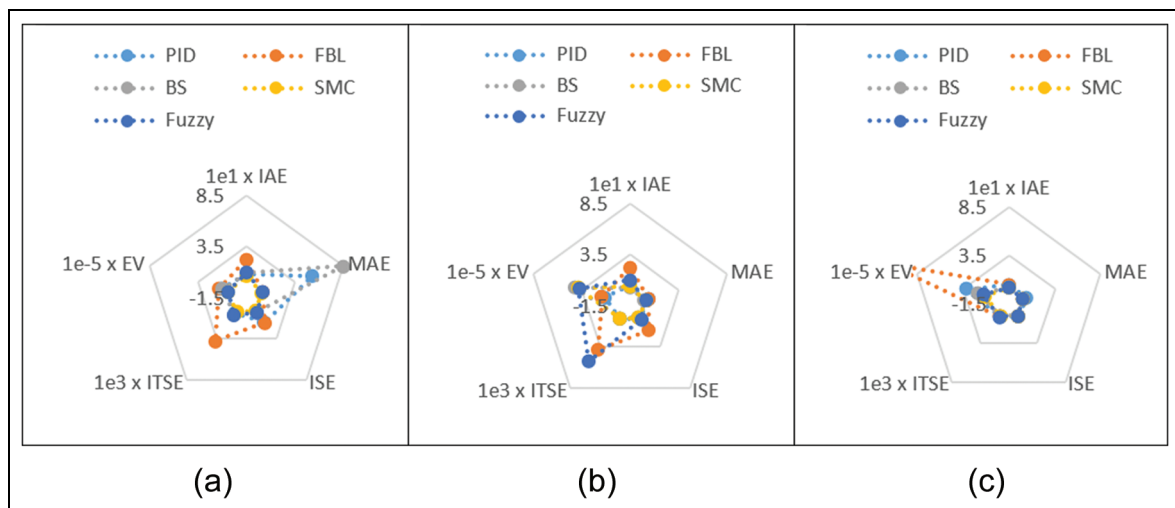 PID FBL
BS SMC
Fuzzy
1e1 x IAE
8.5
3.5
-1.5
1e-5 x EV
MAE
1e3 x ITSE
ISE
(a)
PID FBL
BS SMC
Fuzzy
1e1 x IAE
8.5
3.5
-1.5
1e-5 x EV
MAE
1e3 x ITSE
ISE
(b)
PID FBL
BS SMC
Fuzzy
1e1 x IAE
8.5
3.5
-1.5
1e-5 x EV
MAE
1e3 x ITSE
ISE
(c)